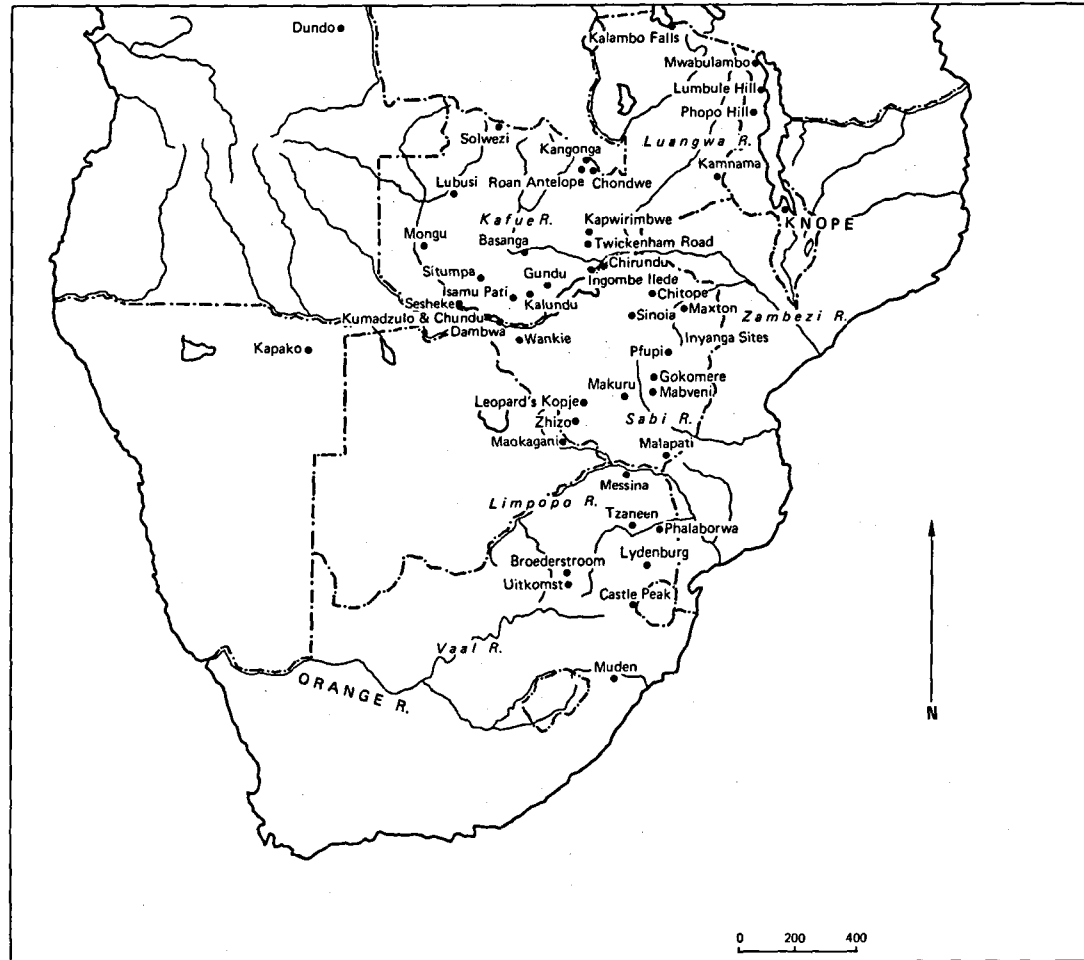 Dundo
Kalambo Falls
Mwabulambo
Lumbule Hill
Phopo Hill
Solwezi
Luangwa R.
Kangonga
Kamnama
Roan Antelope
Chondwe
Lubusi
Kafue R.
Kapwirimbwe
KNOPE
Mongu
Twickenham Road
Basanga
Chirundu
Situmpa
Gundu
Ingombe Ilede
Isamu Pati
Kalundu
Chitope
Sesheke
Maxton
Kumadzulo & Chundu
Sinoia
Zambezi R.
Dambwa
Inyanga Sites
Wankie
Kapako
Pfupi
Gokomere
Makuru
Mabveni
Leopard's Kopje
Zhizo
Sabi R.
Maokagani
Malapati
Messina
Limpopo R.
Tzaneen
Phalaborwa
Broederstroom
Lydenburg
Uitkomst
Castle Peak
Vaal R.
Muden
ORANGE R.
N
0 200 400